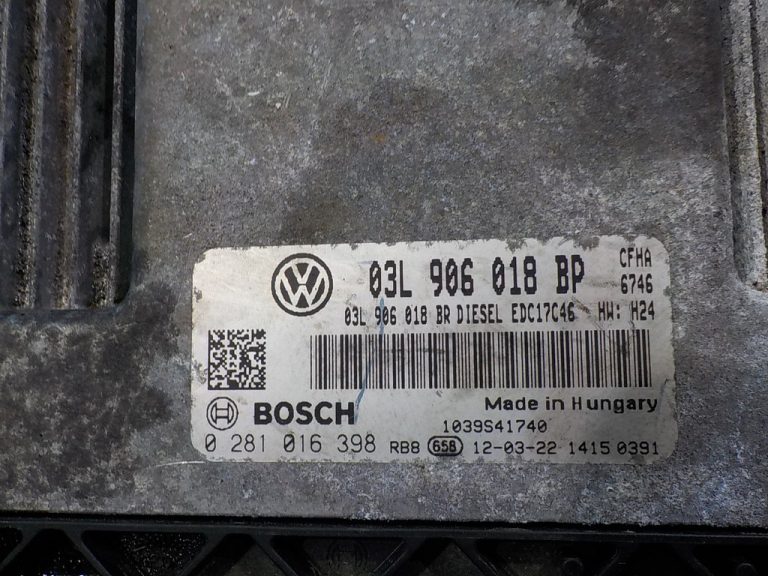 03L 906 018 BP CFHA
6746
03L 906 018 BR DIESEL EDC17C46 HW: H24
BOSCH Made in Hungary
1039S41740
0 281 016 398 RB8 658 12-03-22 1415 0391